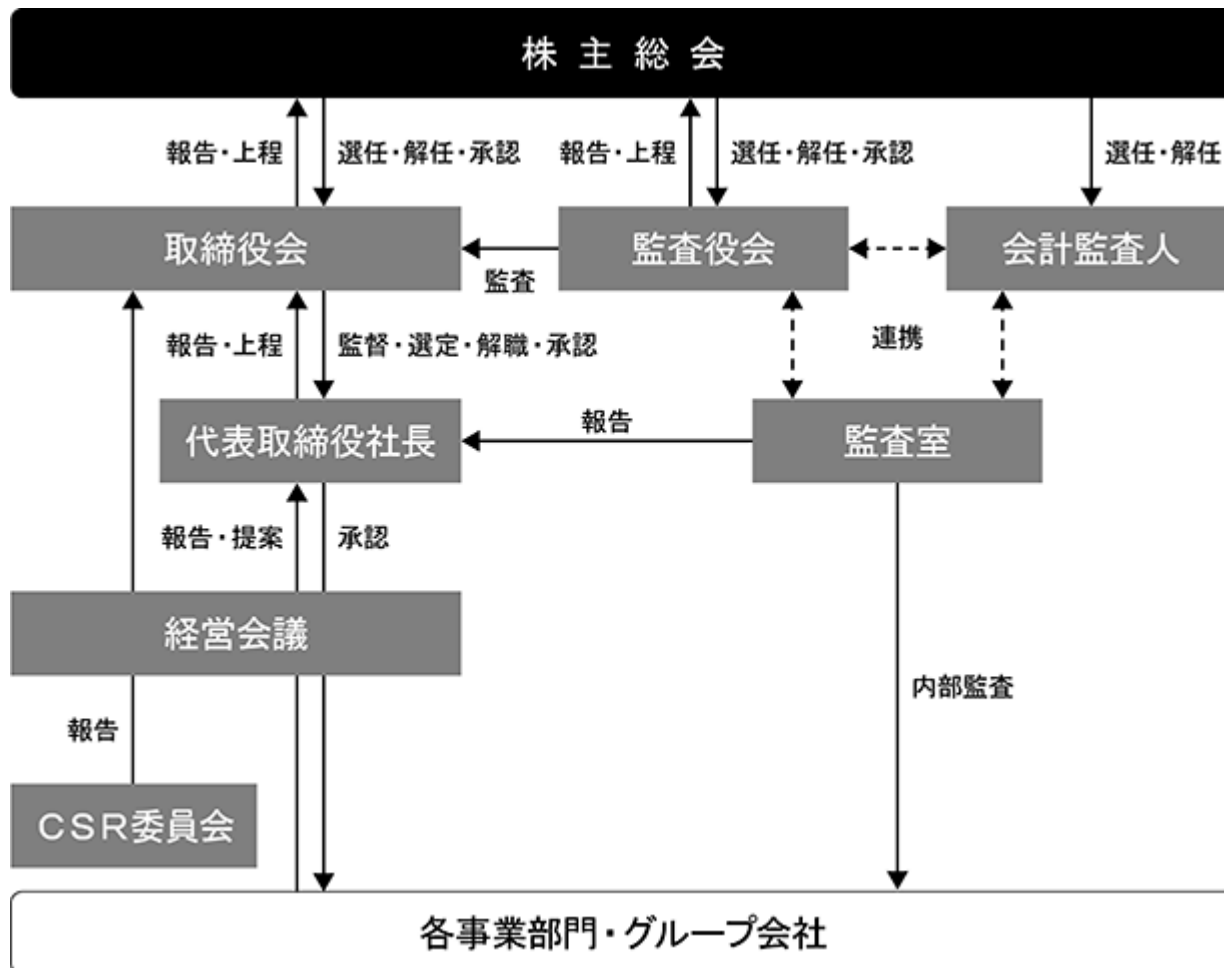 株主総会
報告・上程
選任・解任・承認
報告・上程
選任・解任・承認
選任・解任
取締役会
監査役会
会計監査人
監査
報告・上程
監督・選定・解職・承認
連携
代表取締役社長
報告
監査室
報告・提案
承認
経営会議
内部監査
報告
CSR委員会
各事業部門・グループ会社